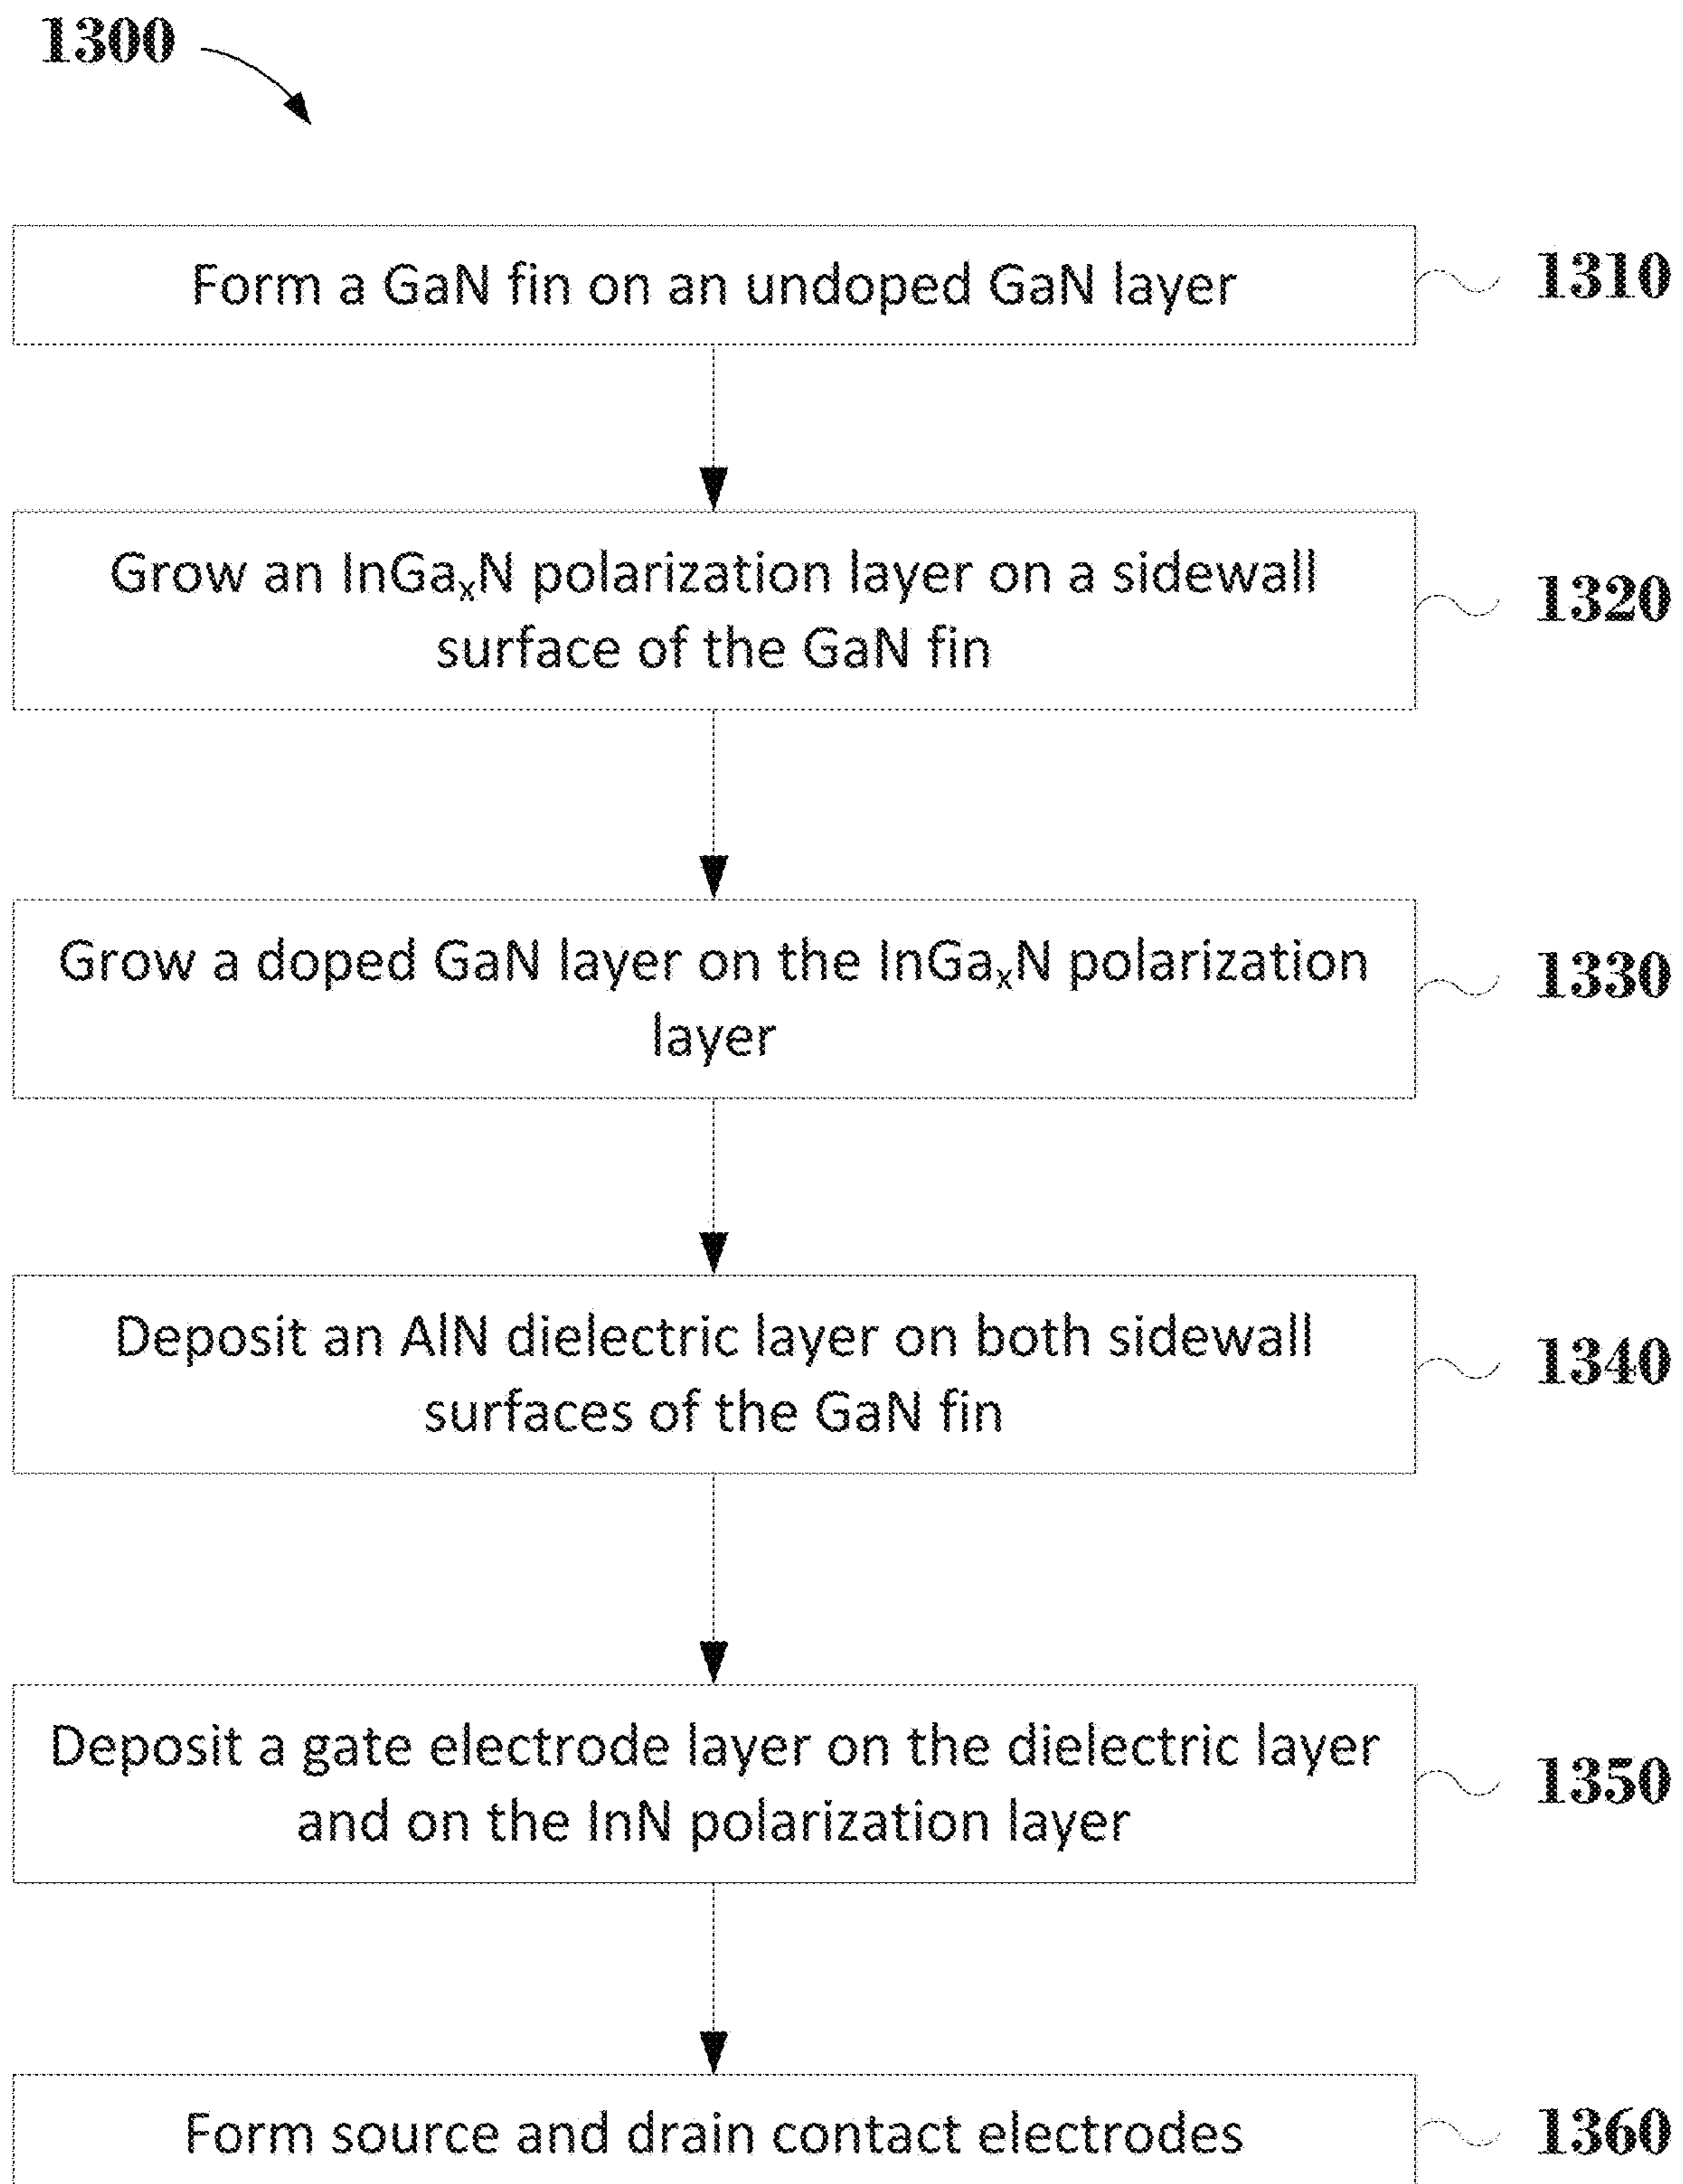 1300
Form a GaN fin on an undoped GaN layer
1310
Grow an InGaₓN polarization layer on a sidewall
surface of the GaN fin
1320
Grow a doped GaN layer on the InGaₓN polarization
layer
1330
Deposit an AlN dielectric layer on both sidewall
surfaces of the GaN fin
1340
Deposit a gate electrode layer on the dielectric layer
and on the InN polarization layer
1350
Form source and drain contact electrodes
1360